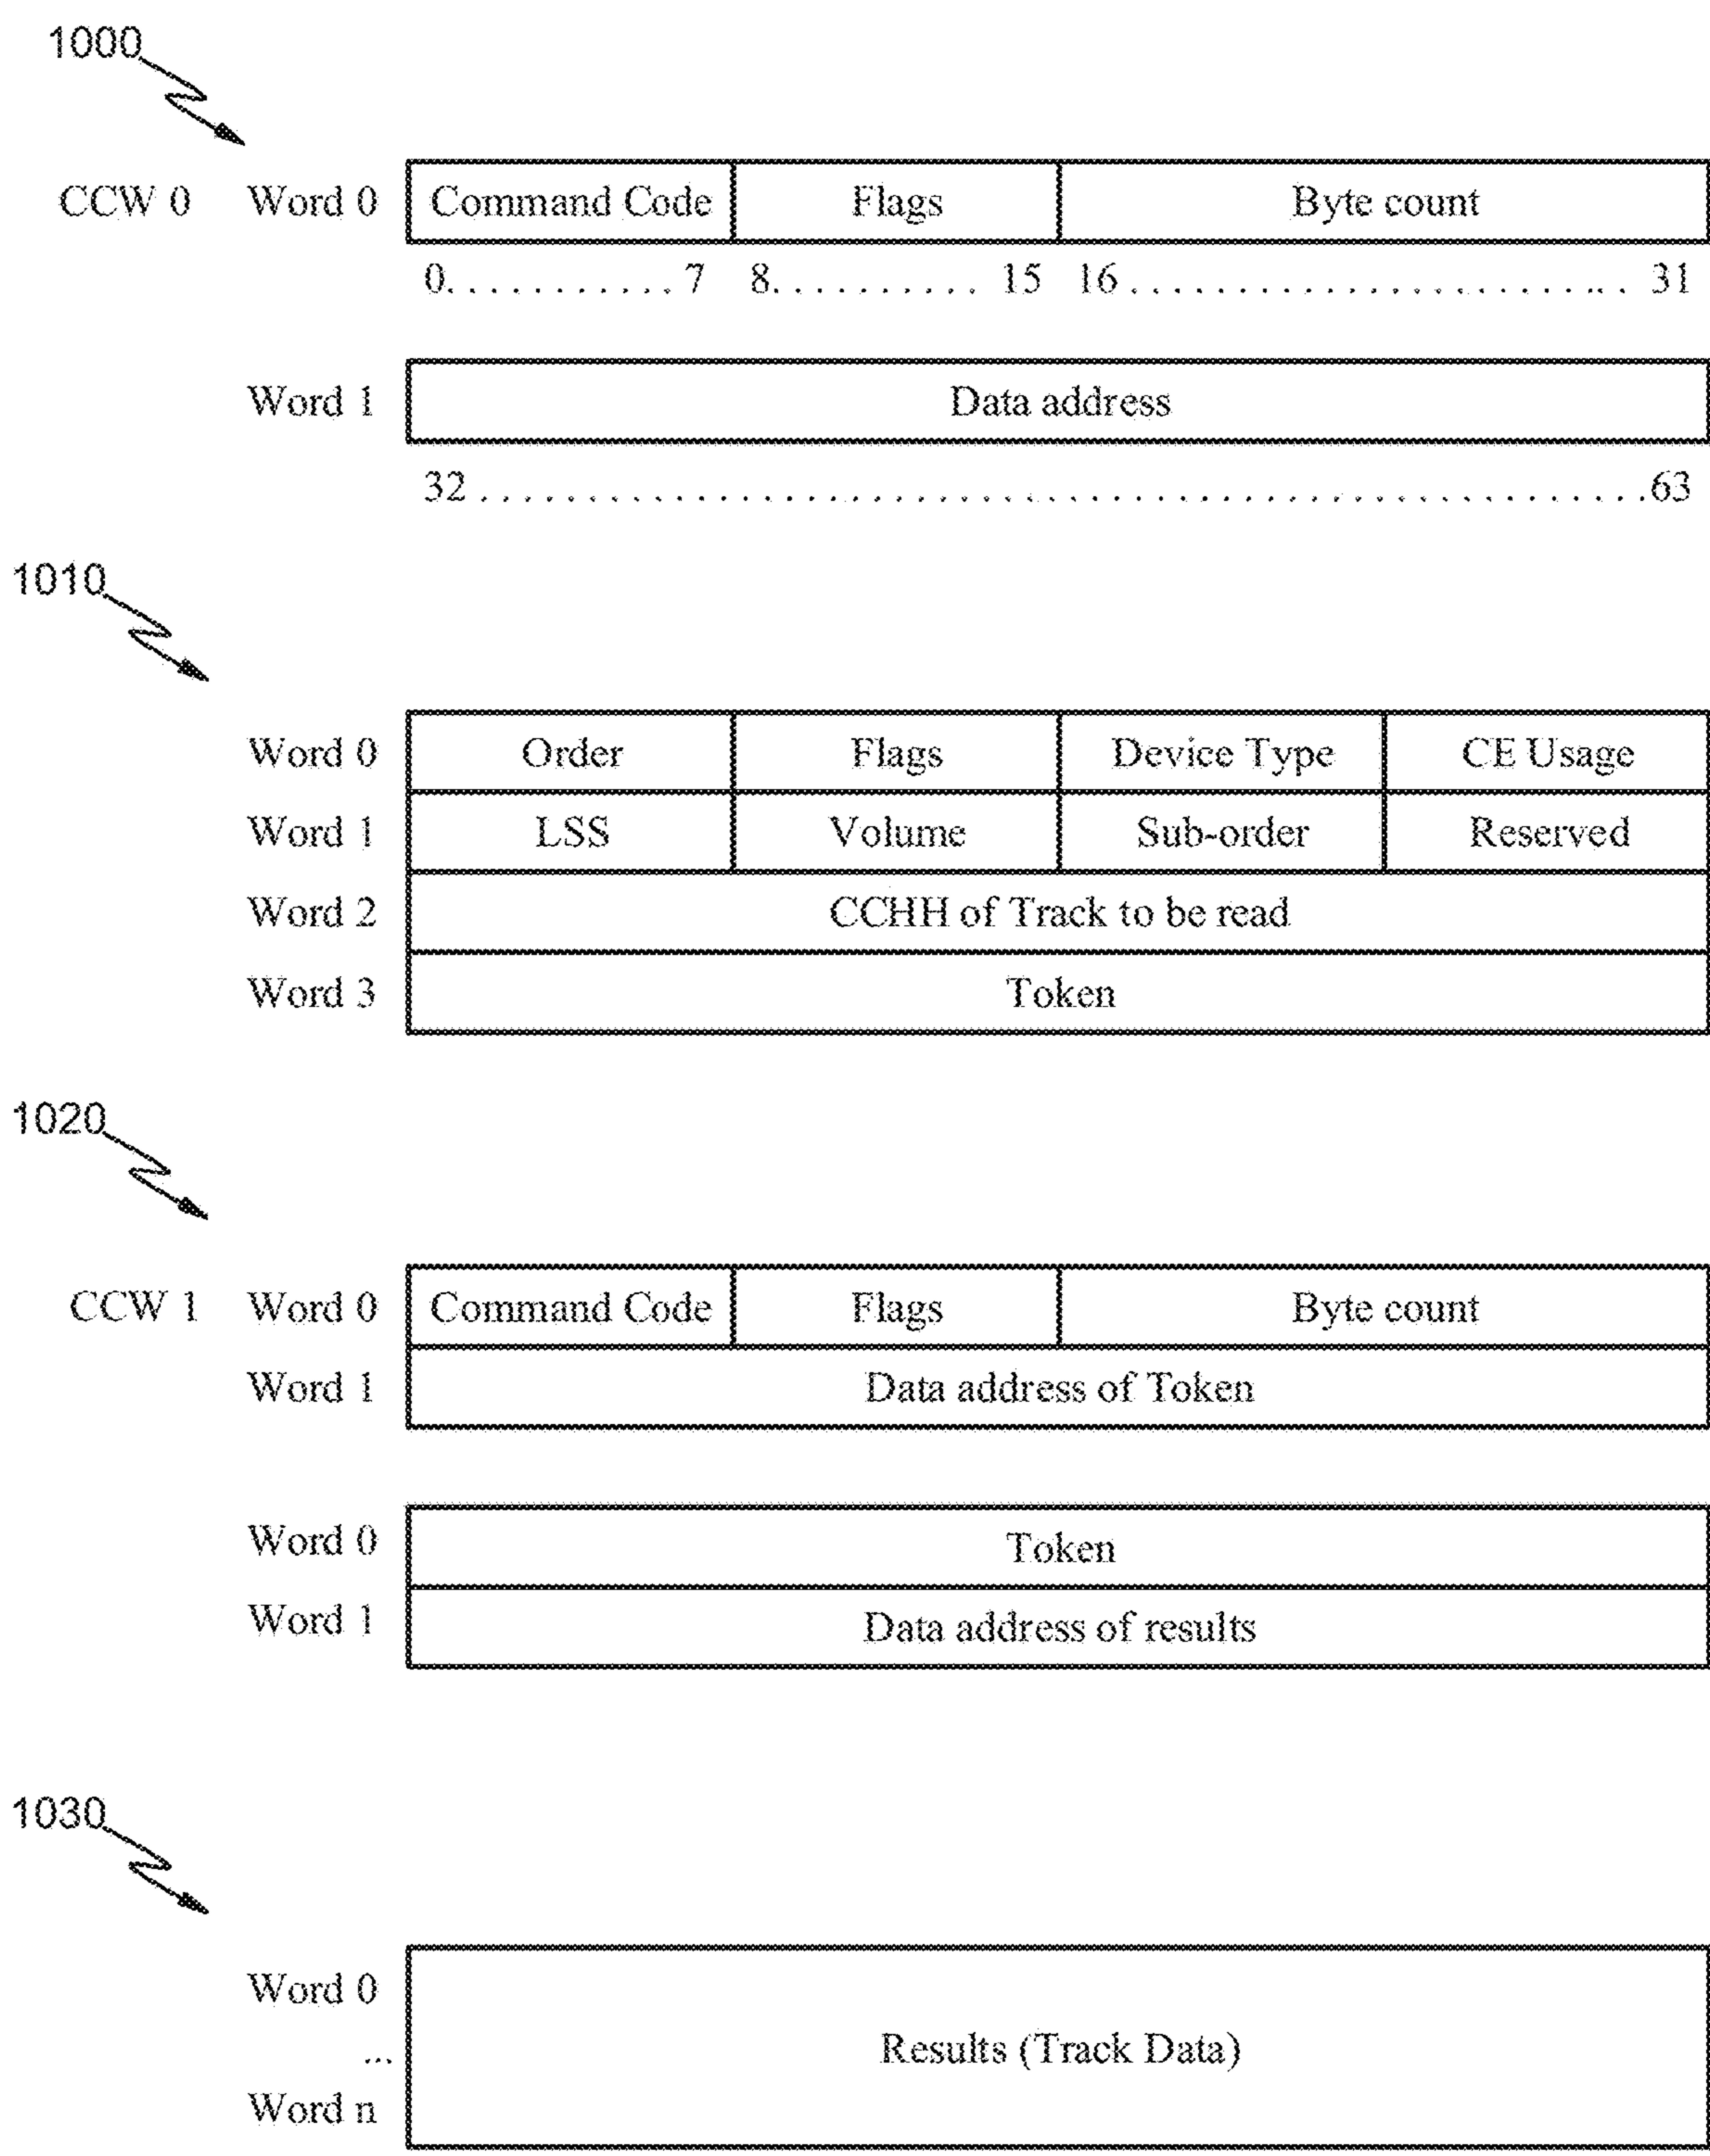 1000
CCW 0 Word 0 Command Code Flags Byte count
0. . . . . . . . . . . 7 8. . . . . . . . . . 15 16 . . . . . . . . . . . . . . . . . . . . . . . . . . . . 31
Word 1 Data address
32 . . . . . . . . . . . . . . . . . . . . . . . . . . . . . . . . . . . . . . . . . 63
1010
Word 0 Order Flags Device Type CE Usage
Word 1 LSS Volume Sub-order Reserved
Word 2 CCHH of Track to be read
Word 3 Token
1020
CCW 1 Word 0 Command Code Flags Byte count
Word 1 Data address of Token
Word 0 Token
Word 1 Data address of results
1030
Word 0
... Results (Track Data)
Word n